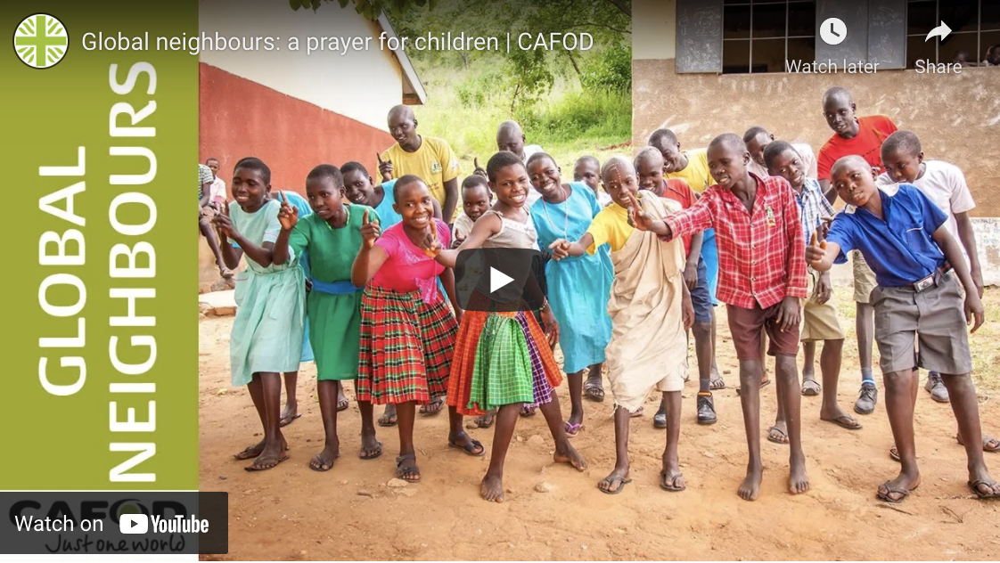 Global neighbours: a prayer for children | CAFOD
Watch later
Share
GLOBAL
NEIGHBOURS
CAFOD
Just one world
Watch on YouTube